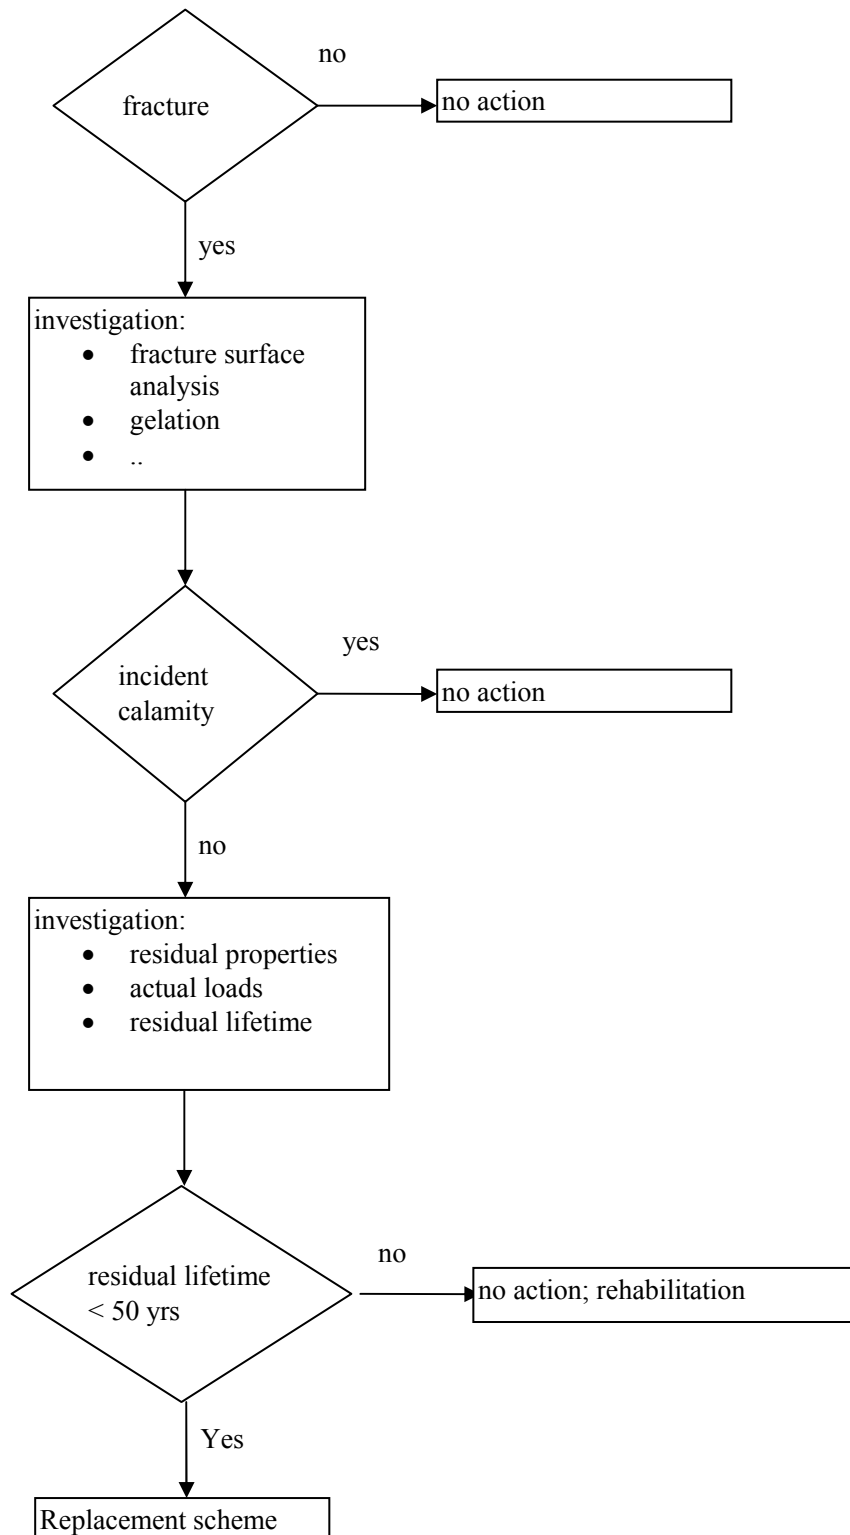 no
fracture
no action
yes
investigation:
• fracture surface
analysis
• gelation
• ..
yes
incident
calamity
no action
no
investigation:
• residual properties
• actual loads
• residual lifetime
no
residual lifetime
< 50 yrs
no action; rehabilitation
Yes
Replacement scheme